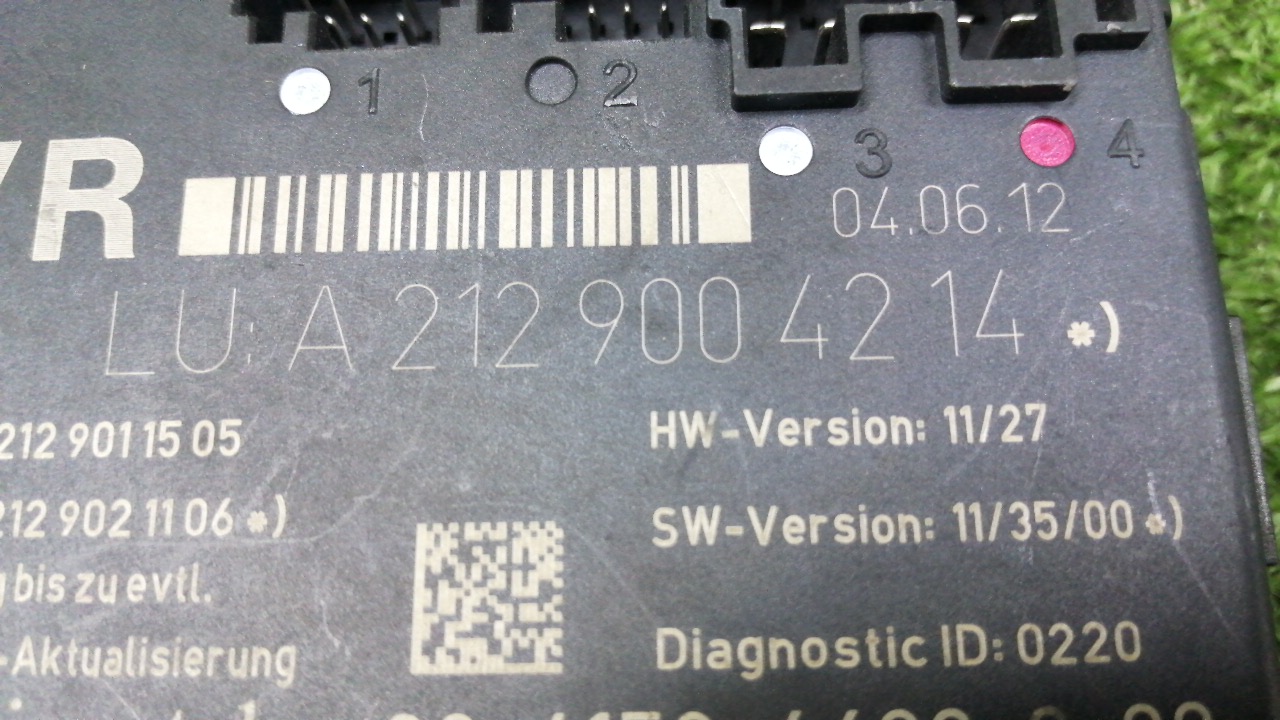 1
2
3
4
R
04.06.12
LU: A 212 900 42 14 *)
212 901 15 05
HW-Version: 11/27
212 902 11 06 *)
SW-Version: 11/35/00 *)
bis zu evtl.
-Aktualisierung
Diagnostic ID: 0220